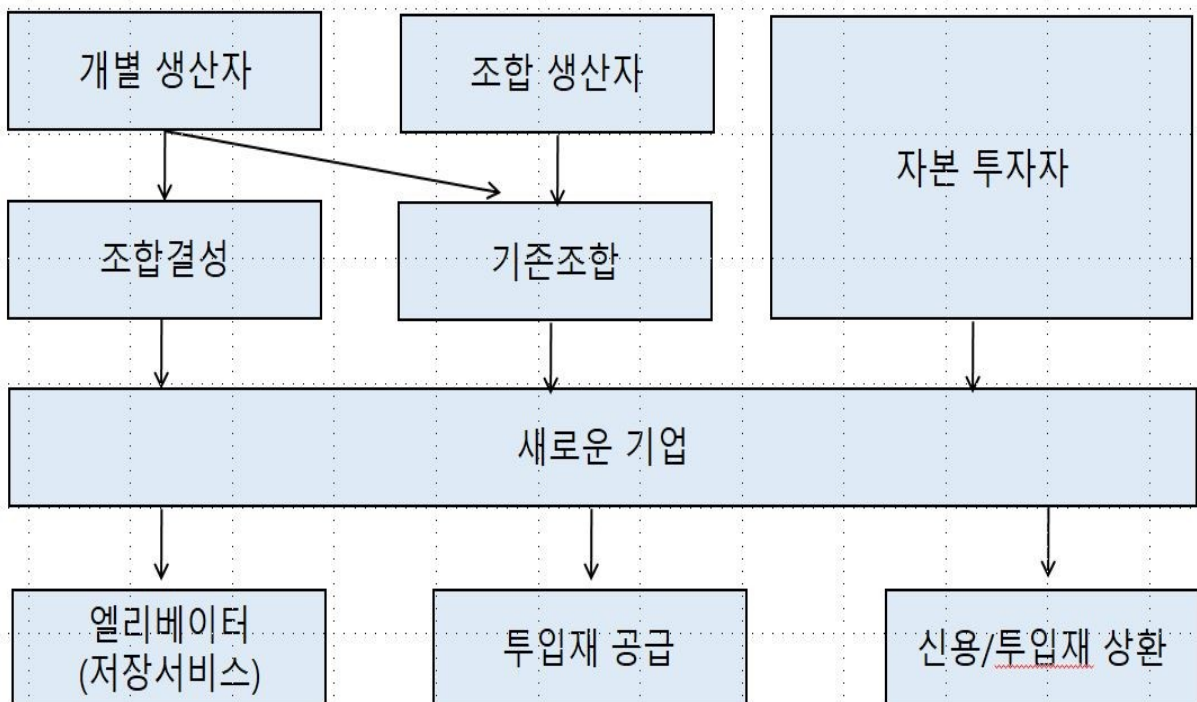 개별 생산자
조합 생산자
자본 투자자
조합결성
기존조합
새로운 기업
엘리베이터
(저장서비스)
투입재 공급
신용/투입재 상환